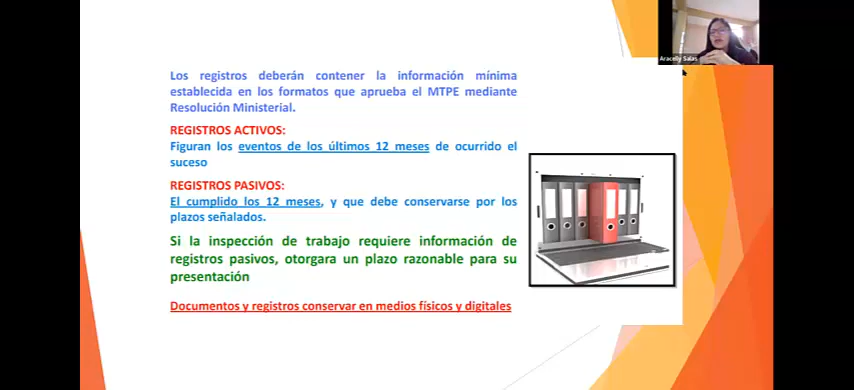 Aracelly Salas
Los registros deberán contener la información mínima
establecida en los formatos que aprueba el MTPE mediante
Resolución Ministerial.
REGISTROS ACTIVOS:
Figuran los eventos de los últimos 12 meses de ocurrido el
suceso
REGISTROS PASIVOS:
El cumplido los 12 meses, y que debe conservarse por los
plazos señalados.
Si la inspección de trabajo requiere información de
registros pasivos, otorgara un plazo razonable para su
presentación
Documentos y registros conservar en medios físicos y digitales